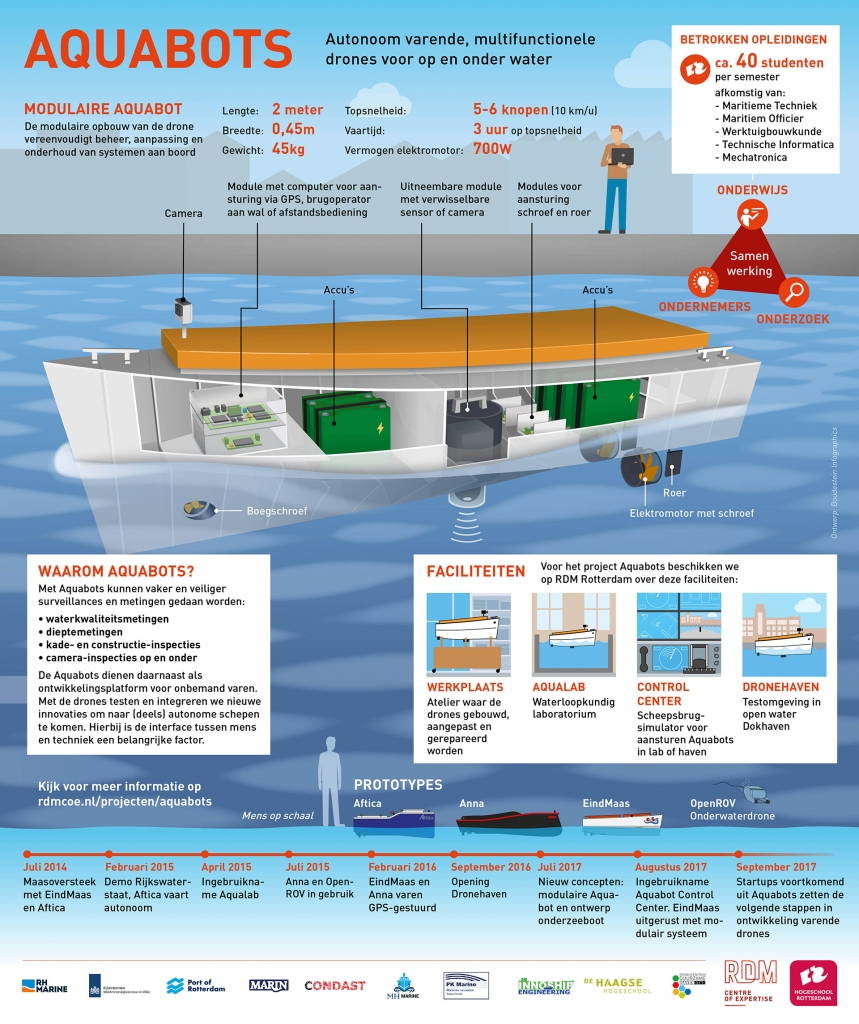 AQUABOTS
Autonoom varende, multifunctionele
drones voor op en onder water
BETROKKEN OPLEIDINGEN
ca. 40 studenten
per semester
afkomstig van:
- Maritieme Techniek
- Maritiem Officier
- Werktuigbouwkunde
- Technische Informatica
- Mechatronica
MODULAIRE AQUABOT
De modulaire opbouw van de drone
vereenvoudigt beheer, aanpassing en
onderhoud van systemen aan boord
Lengte: 2 meter
Breedte: 0,45m
Gewicht: 45kg
Topsnelheid: 5-6 knopen (10 km/u)
Vaartijd: 3 uur op topsnelheid
Vermogen elektromotor: 700W
Camera
Module met computer voor aan-
sturing via GPS, brugoperator
aan wal of afstandsbediening
Uitneembare module
met verwisselbare
sensor of camera
Modules voor
aansturing
schroef en roer
ONDERWIJS
Samen
werking
ONDERNEMERS
ONDERZOEK
Accu's
Accu's
Boegschroef
Roer
Elektromotor met schroef
Ontwerp: Boudestein Infographics
WAAROM AQUABOTS?
Met Aquabots kunnen vaker en veiliger
surveillances en metingen gedaan worden:
• waterkwaliteitsmetingen
• dieptemetingen
• kade- en constructie-inspecties
• camera-inspecties op en onder
De Aquabots dienen daarnaast als
ontwikkelingsplatform voor onbemand varen.
Met de drones testen en integreren we nieuwe
innovaties om naar (deels) autonome schepen
te komen. Hierbij is de interface tussen mens
en techniek een belangrijke factor.
FACILITEITEN
Voor het project Aquabots beschikken we
op RDM Rotterdam over deze faciliteiten:
WERKPLAATS
Atelier waar de
drones gebouwd,
aangepast en
gerepareerd
worden
AQUALAB
Waterloopkundig
laboratorium
CONTROL
CENTER
Scheepsbrug-
simulator voor
aansturen Aquabots
in lab of haven
DRONEHAVEN
Testomgeving in
open water
Dokhaven
Kijk voor meer informatie op
rdmcoe.nl/projecten/aquabots
Mens op schaal
PROTOTYPES
Aftica
Anna
EindMaas
OpenROV
Onderwaterdrone
Juli 2014
Maasoversteek
met EindMaas
en Aftica
Februari 2015
Demo Rijkswater-
staat, Aftica vaart
autonoom
April 2015
Ingebruikna-
me Aqualab
Juli 2015
Anna en Open-
ROV in gebruik
Februari 2016
EindMaas en
Anna varen
GPS-gestuurd
September 2016
Opening
Dronehaven
Juli 2017
Nieuw concepten:
modulaire Aqua-
bot en ontwerp
onderzeeboot
Augustus 2017
Ingebruikname
Aquabot Control
Center. EindMaas
uitgerust met mo-
dulair systeem
September 2017
Startups voortkomend
uit Aquabots zetten de
volgende stappen in
ontwikkeling varende
drones
RH
MARINE
Port of
Rotterdam
MARIN
CONDAST
MH MARINE
PK Marine
INNOSHIP
ENGINEERING
DE HAAGSE
HOGESCHOOL
RDM
CENTRE
OF EXPERTISE
HOGESCHOOL
ROTTERDAM